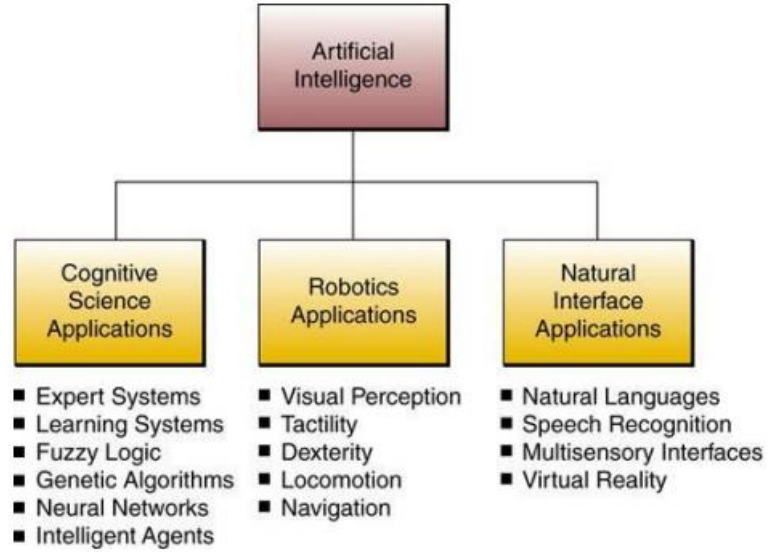 Artificial
Intelligence
Cognitive
Science
Applications
Robotics
Applications
Natural
Interface
Applications
■ Expert Systems
■ Learning Systems
■ Fuzzy Logic
■ Genetic Algorithms
■ Neural Networks
■ Intelligent Agents
■ Visual Perception
■ Tactility
■ Dexterity
■ Locomotion
■ Navigation
■ Natural Languages
■ Speech Recognition
■ Multisensory Interfaces
■ Virtual Reality